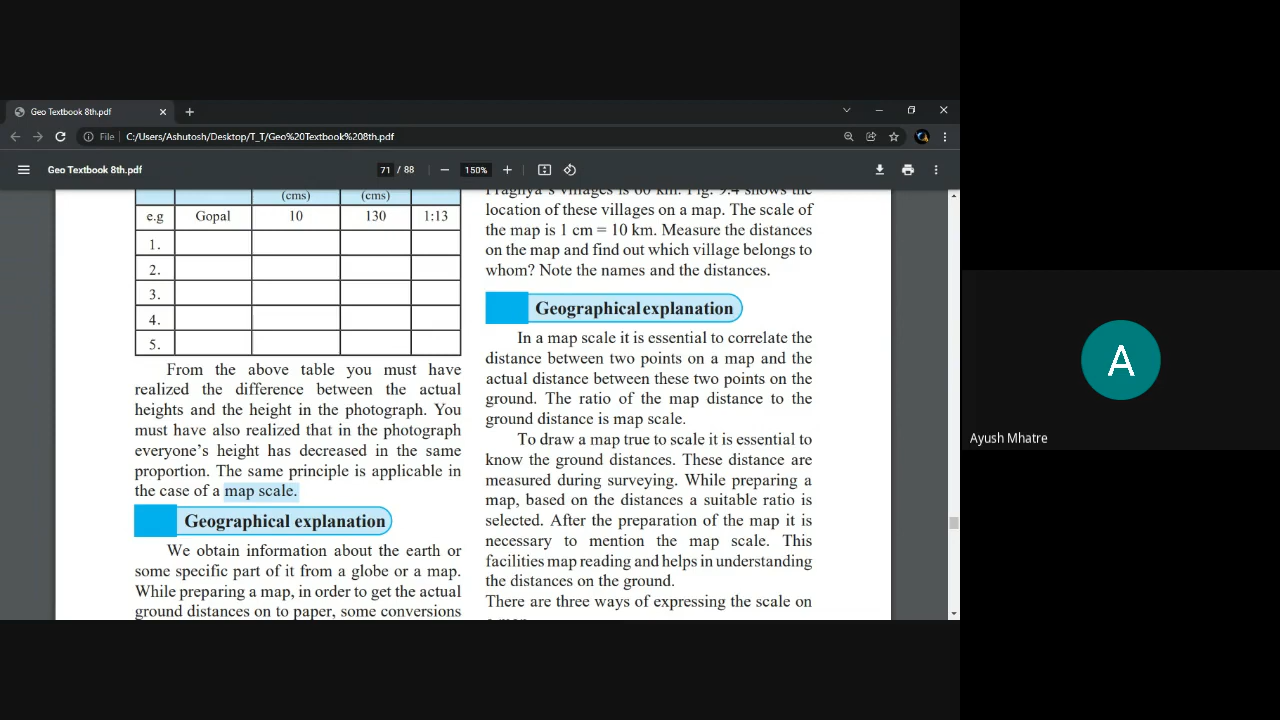 Geo Textbook 8th.pdf
File
C:/Users/Ashutosh/Desktop/T_T/Geo%20Textbook%208th.pdf
Geo Textbook 8th.pdf
71 / 88
150%
(cms) (cms)
e.g Gopal 10 130 1:13
1.
2.
3.
4.
5.
From the above table you must have
realized the difference between the actual
heights and the height in the photograph. You
must have also realized that in the photograph
everyone's height has decreased in the same
proportion. The same principle is applicable in
the case of a map scale.
Geographical explanation
We obtain information about the earth or
some specific part of it from a globe or a map.
While preparing a map, in order to get the actual
ground distances on to paper, some conversions
Praghya's villages is 60 km. Fig. 9.4 shows the
location of these villages on a map. The scale of
the map is 1 cm = 10 km. Measure the distances
on the map and find out which village belongs to
whom? Note the names and the distances.
Geographical explanation
In a map scale it is essential to correlate the
distance between two points on a map and the
actual distance between these two points on the
ground. The ratio of the map distance to the
ground distance is map scale.
To draw a map true to scale it is essential to
know the ground distances. These distance are
measured during surveying. While preparing a
map, based on the distances a suitable ratio is
selected. After the preparation of the map it is
necessary to mention the map scale. This
facilities map reading and helps in understanding
the distances on the ground.
There are three ways of expressing the scale on
A
Ayush Mhatre